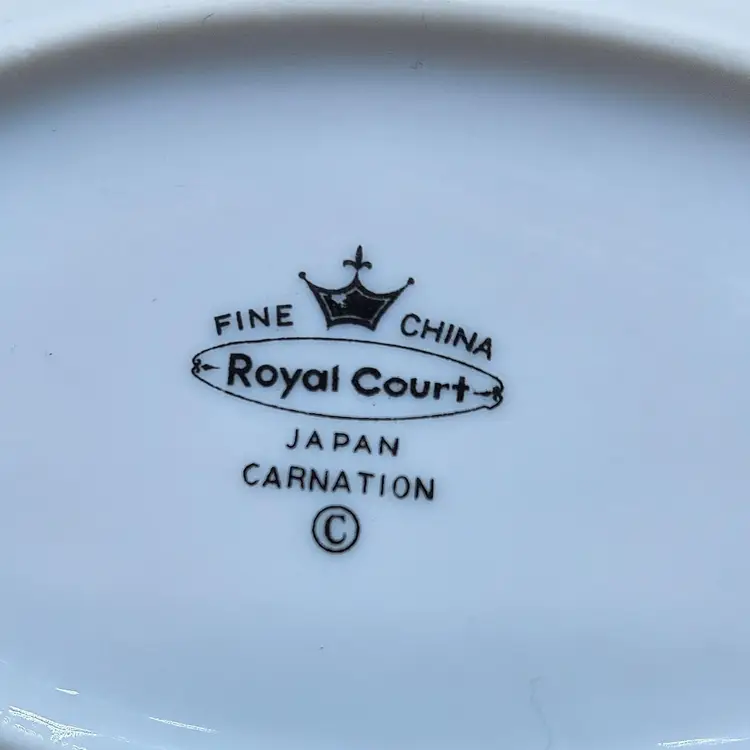 FINE CHINA
Royal Court
JAPAN
CARNATION
©